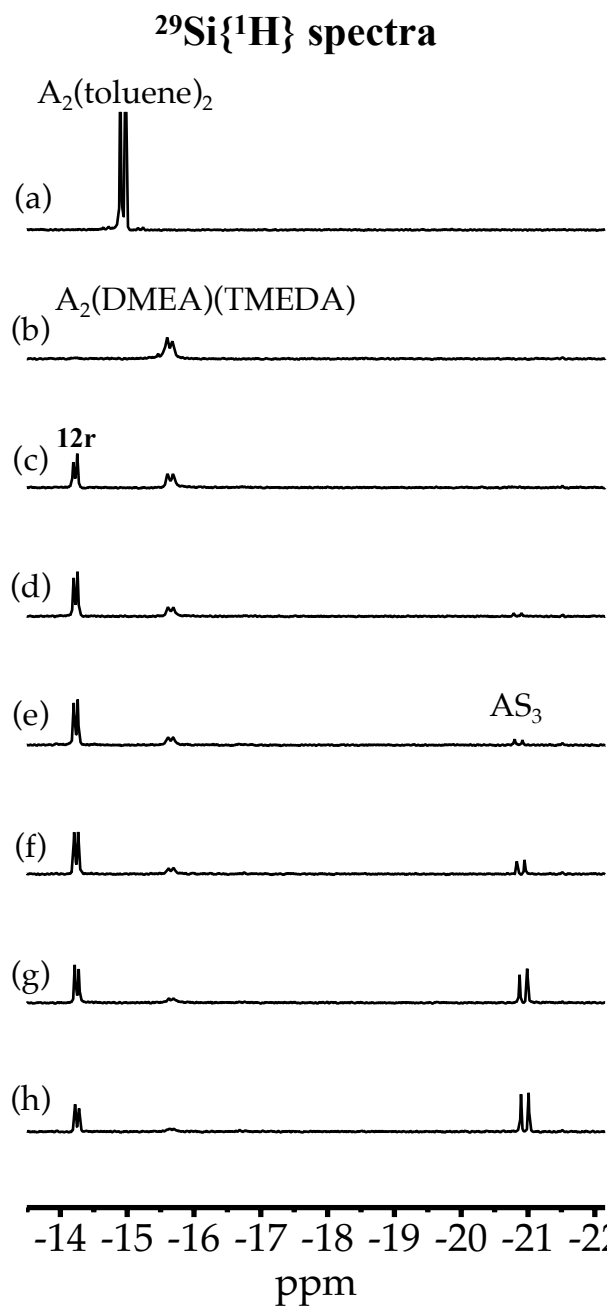 ²⁹Si{¹H} spectra
A₂(toluene)₂
(a)
A₂(DMEA)(TMEDA)
(b)
12r
(c)
(d)
AS₃
(e)
(f)
(g)
(h)
-14 -15 -16 -17 -18 -19 -20 -21 -22
ppm